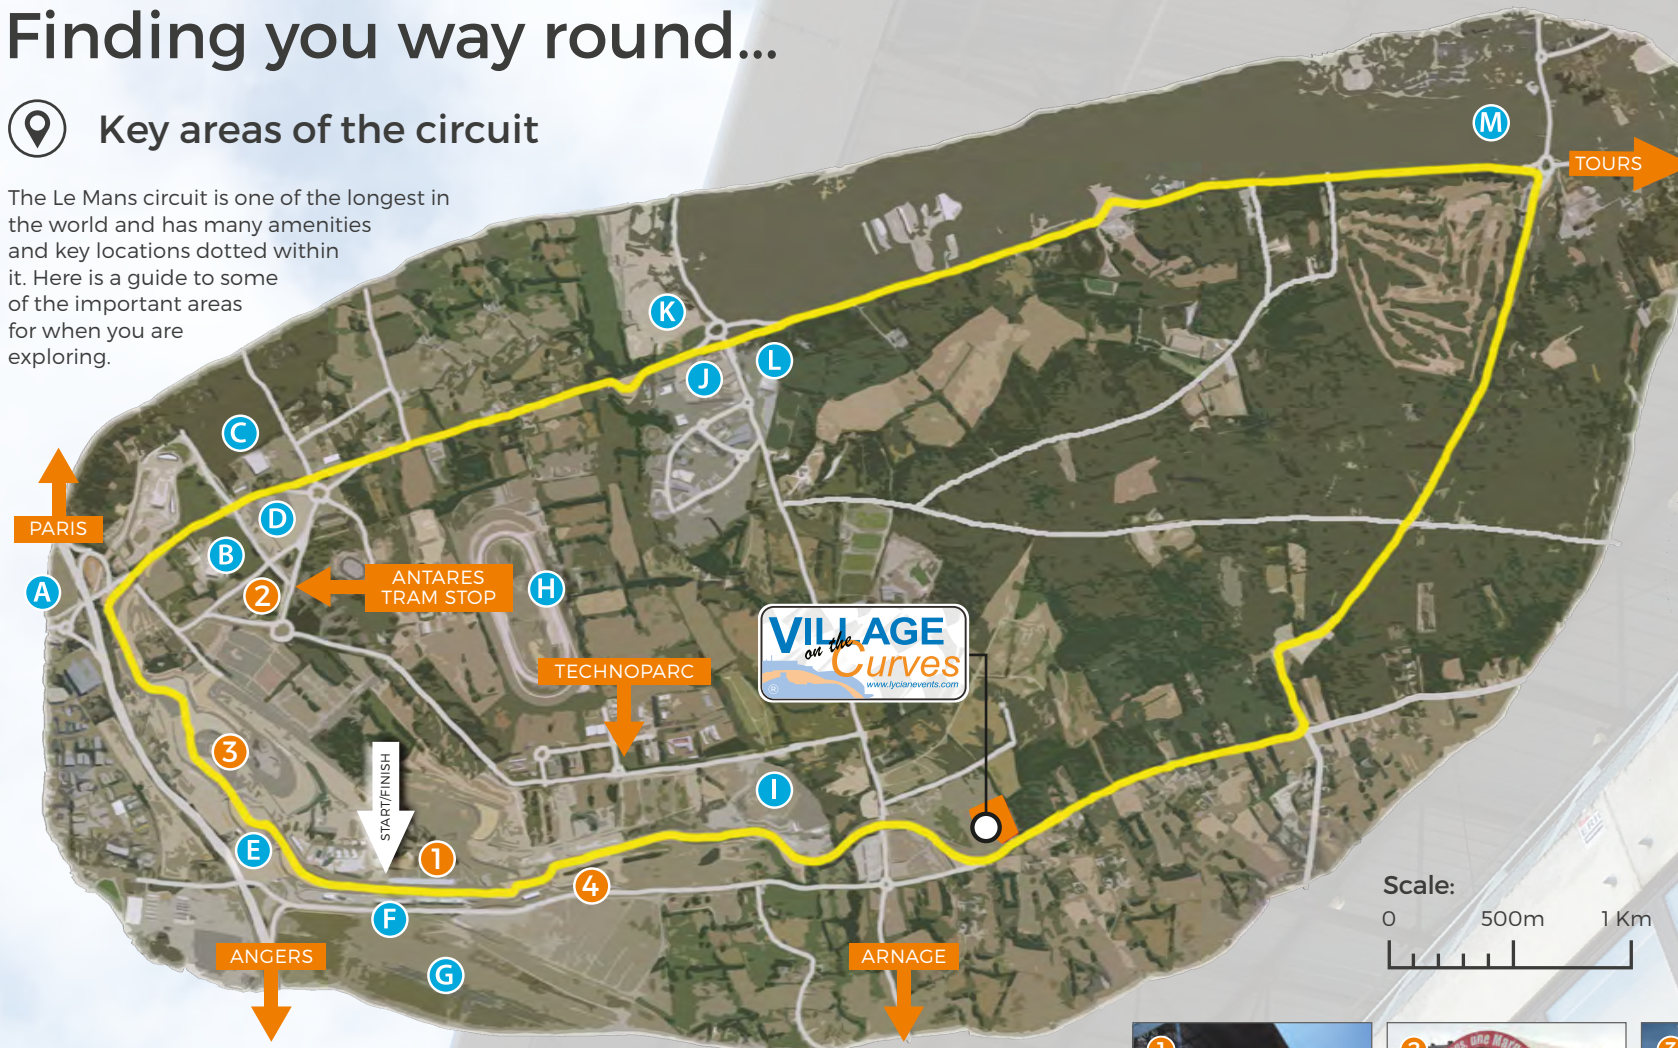 Finding you way round...
Key areas of the circuit
The Le Mans circuit is one of the longest in
the world and has many amenities
and key locations dotted within
it. Here is a guide to some
of the important areas
for when you are
exploring.
M
TOURS
K
L
J
C
D
PARIS
B
A
2
ANTARES
TRAM STOP
H
VILLAGE
on the
Curves
www.lycianevents.com
®
TECHNOPARC
3
START/FINISH
I
E
1
4
F
G
ANGERS
ARNAGE
Scale:
0 500m 1 Km
1
2
3